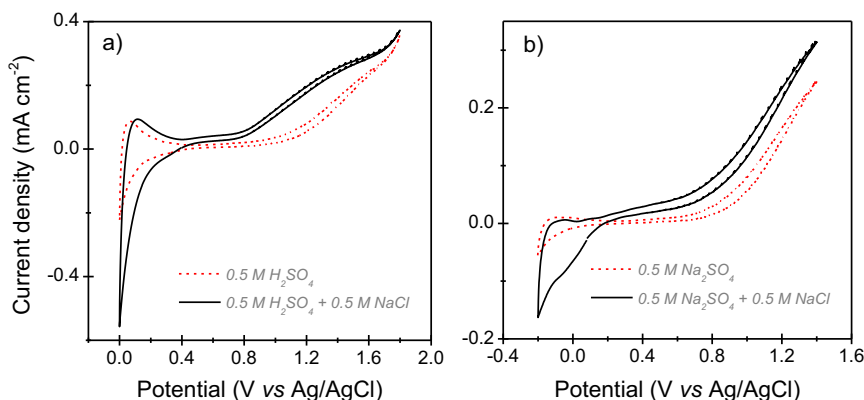 a)
0.4
0.0
-0.4
Current density (mA cm-2)
0.5 M H2SO4
0.5 M H2SO4 + 0.5 M NaCl
0.0 0.4 0.8 1.2 1.6 2.0
Potential (V vs Ag/AgCl)
b)
0.2
0.0
-0.2
0.5 M Na2SO4
0.5 M Na2SO4 + 0.5 M NaCl
-0.4 0.0 0.4 0.8 1.2 1.6
Potential (V vs Ag/AgCl)